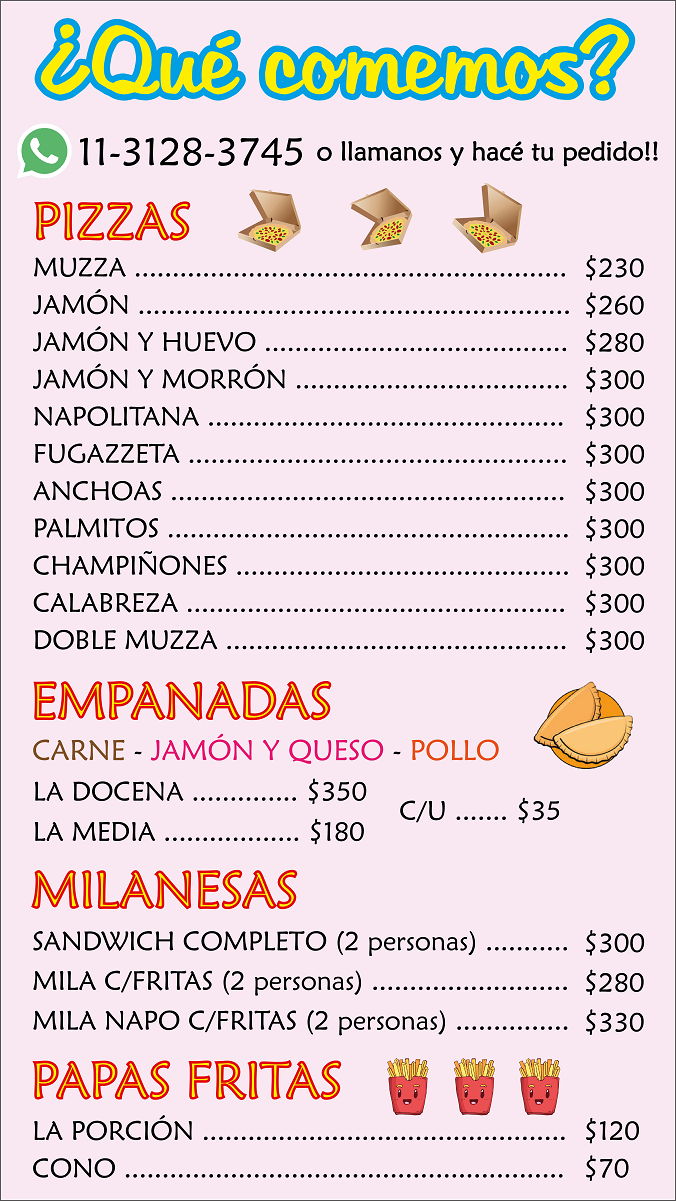 ¿Qué comemos?
11-3128-3745 o llamanos y hacé tu pedido!!
PIZZAS
MUZZA ........................................................ $230
JAMÓN ........................................................ $260
JAMÓN Y HUEVO ........................................ $280
JAMÓN Y MORRÓN .................................... $300
NAPOLITANA ............................................... $300
FUGAZZETA .................................................. $300
ANCHOAS .................................................... $300
PALMITOS ..................................................... $300
CHAMPIÑONES ............................................ $300
CALABREZA .................................................. $300
DOBLE MUZZA ............................................. $300
EMPANADAS
CARNE - JAMÓN Y QUESO - POLLO
LA DOCENA .............. $350
C/U ....... $35
LA MEDIA .................. $180
MILANESAS
SANDWICH COMPLETO (2 personas) ........... $300
MILA C/FRITAS (2 personas) .......................... $280
MILA NAPO C/FRITAS (2 personas) ............... $330
PAPAS FRITAS
LA PORCIÓN ................................................ $120
CONO .......................................................... $70